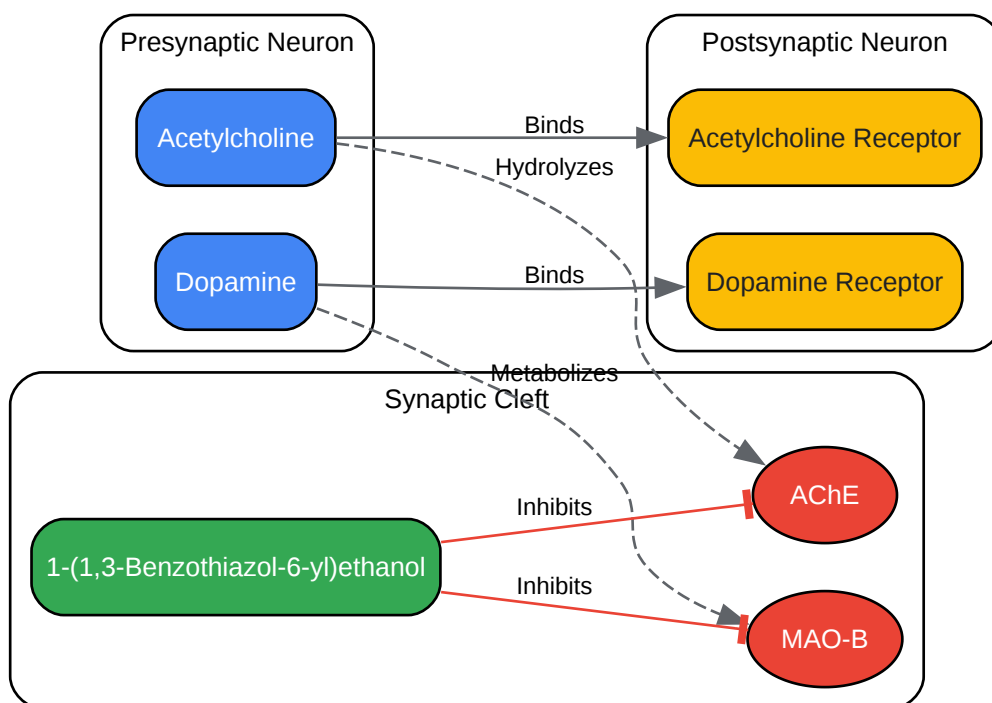 Presynaptic Neuron
Postsynaptic Neuron
Acetylcholine
Binds
Acetylcholine Receptor
Hydrolyzes
Dopamine
Binds
Dopamine Receptor
Metabolizes
Synaptic Cleft
AChE
Inhibits
1-(1,3-Benzothiazol-6-yl)ethanol
Inhibits
MAO-B